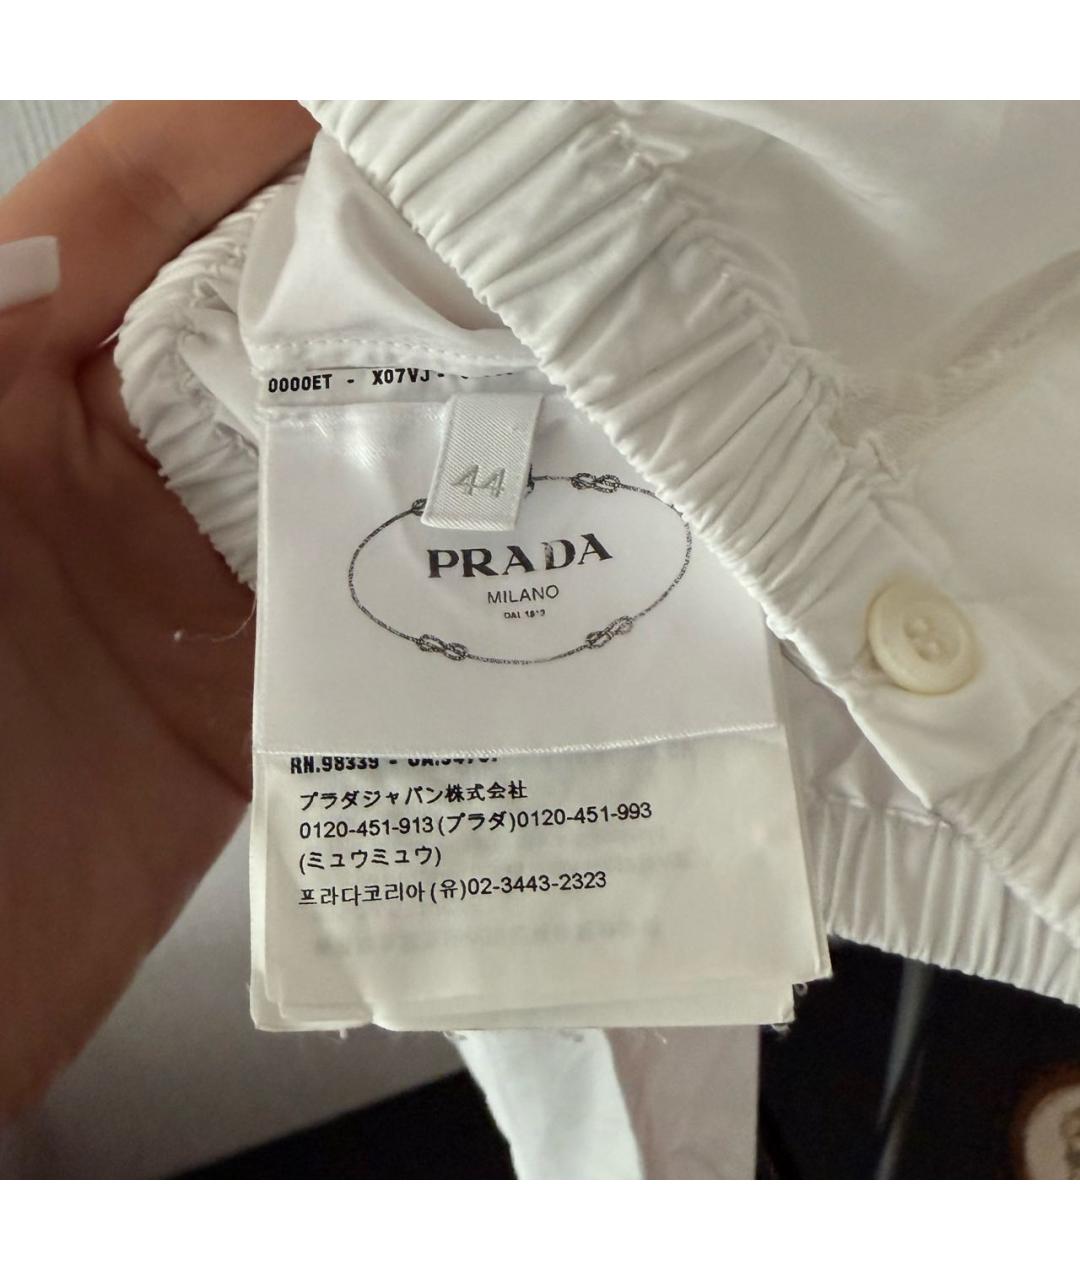 0000ET - X07VJ -
44
PRADA
MILANO
DAL 1913
RN.98339 -
プラダジャパン株式会社
0120-451-913(プラダ)0120-451-993
(ミュウミュウ)
프라다코리아(유)02-3443-2323